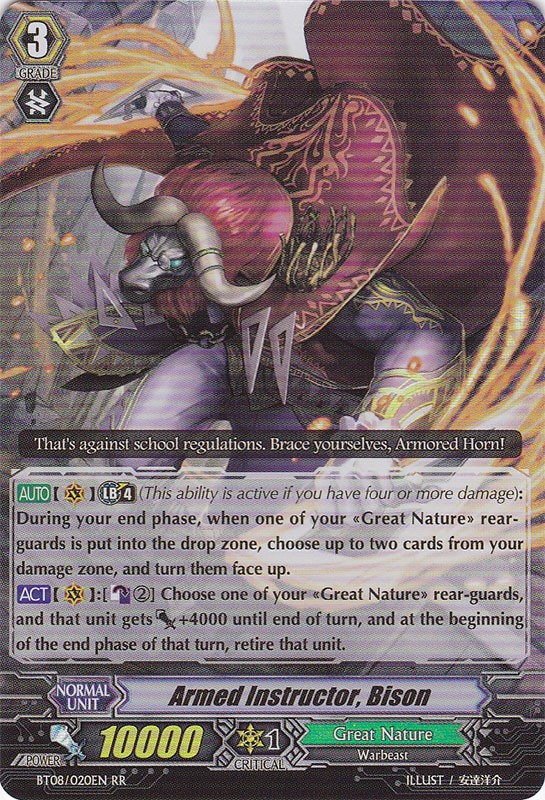 3
GRADE
That's against school regulations. Brace yourselves, Armored Horn!
AUTO [ V ] LB4 (This ability is active if you have four or more damage):
During your end phase, when one of your «Great Nature» rear-
guards is put into the drop zone, choose up to two cards from your
damage zone, and turn them face up.
ACT [ V ]:[ ②] Choose one of your «Great Nature» rear-guards,
and that unit gets +4000 until end of turn, and at the beginning
of the end phase of that turn, retire that unit.
NORMAL
UNIT
Armed Instructor, Bison
POWER
10000
1
CRITICAL
Great Nature
Warbeast
BT08/020EN RR
ILLUST / 安達洋介